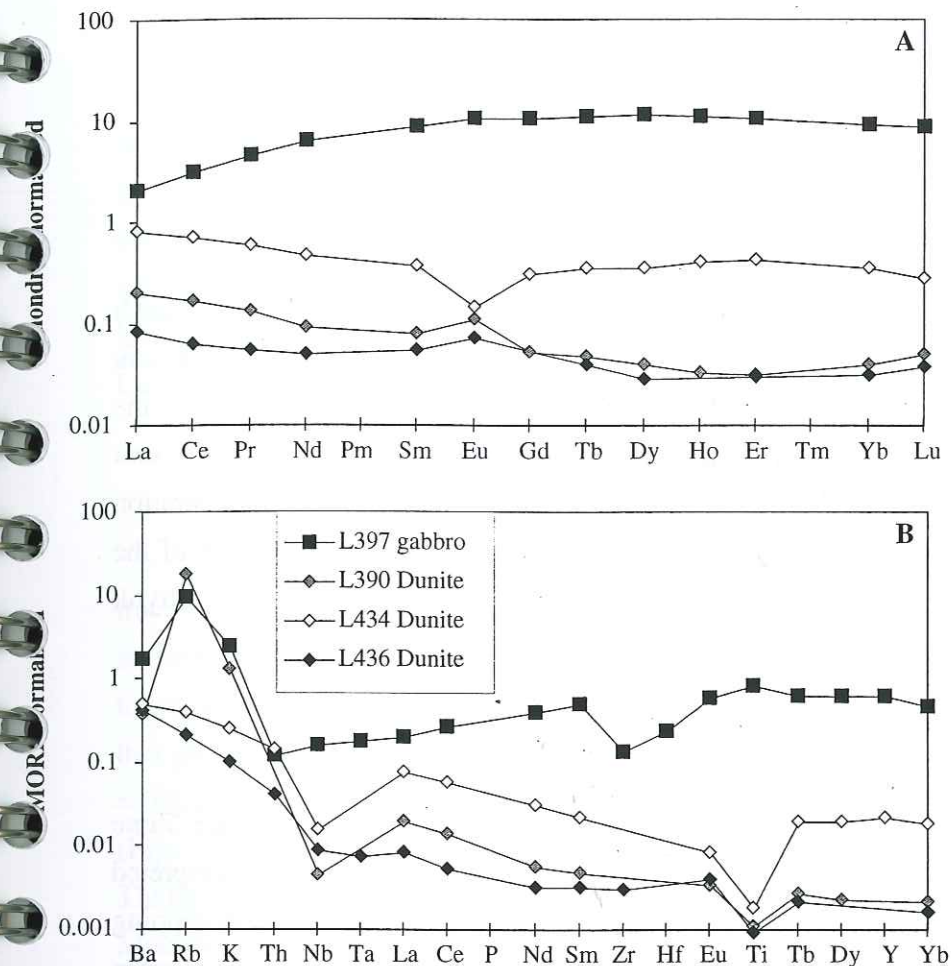 100
A
10
1
0.1
0.01
La Ce Pr Nd Pm Sm Eu Gd Tb Dy Ho Er Tm Yb Lu
100
B
10
1
0.1
0.01
0.001
L397 gabbro
L390 Dunite
L434 Dunite
L436 Dunite
Ba Rb K Th Nb Ta La Ce P Nd Sm Zr Hf Eu Ti Tb Dy Y Yb